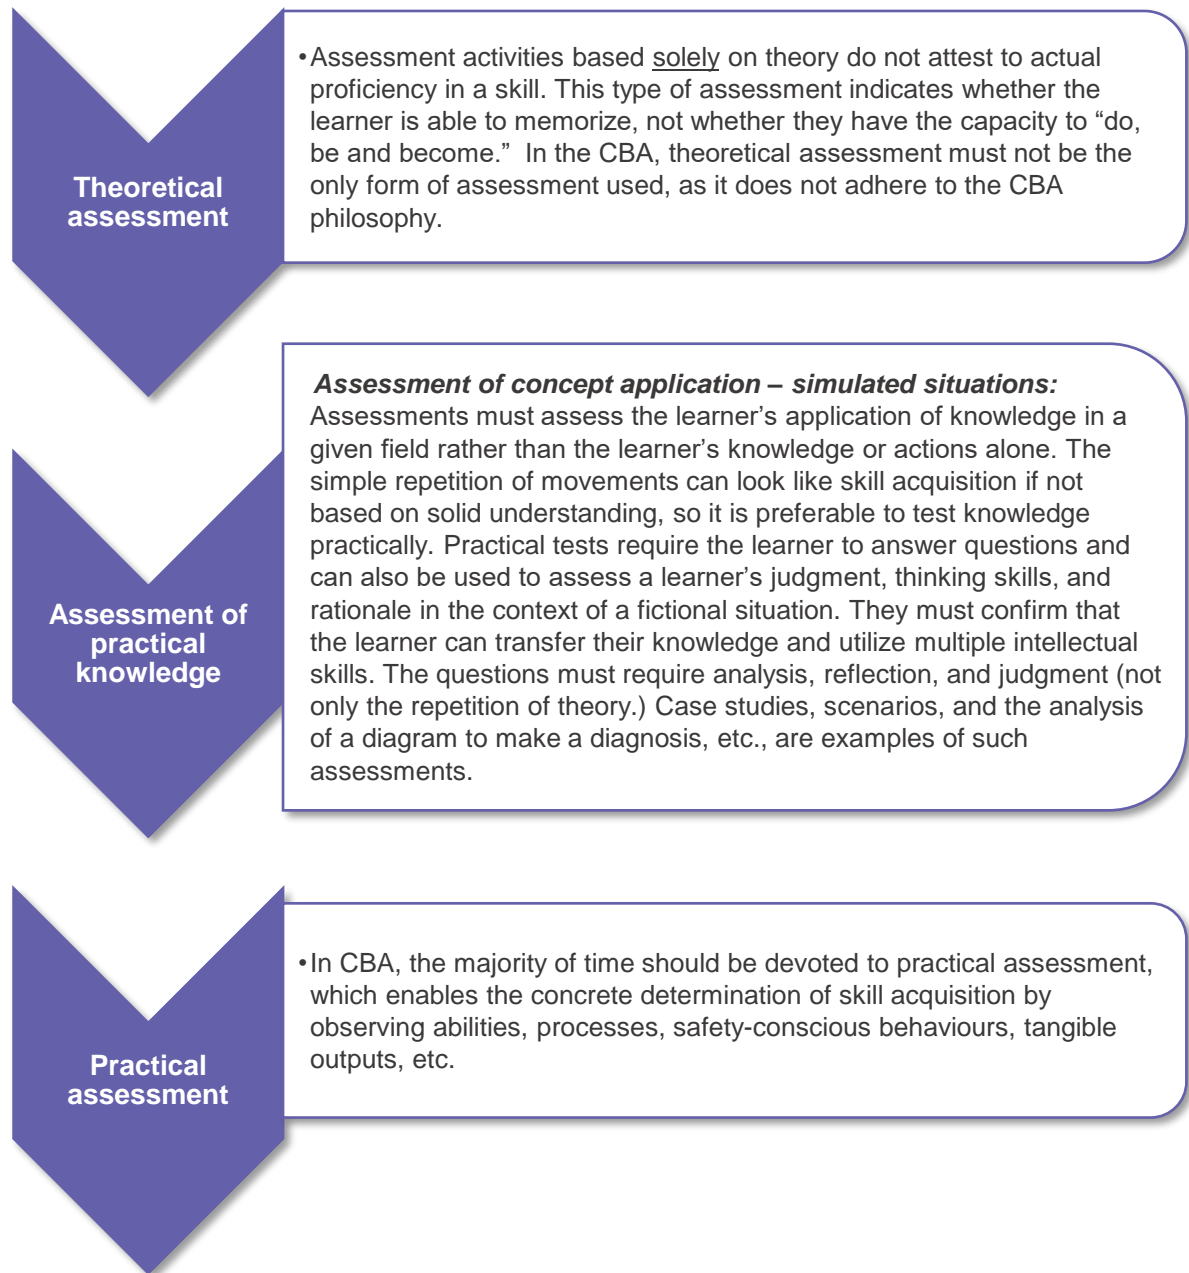 Theoretical
assessment
•Assessment activities based solely on theory do not attest to actual
proficiency in a skill. This type of assessment indicates whether the
learner is able to memorize, not whether they have the capacity to “do,
be and become.”  In the CBA, theoretical assessment must not be the
only form of assessment used, as it does not adhere to the CBA
philosophy.
Assessment of
practical
knowledge
Assessment of concept application – simulated situations:
Assessments must assess the learner’s application of knowledge in a
given field rather than the learner’s knowledge or actions alone. The
simple repetition of movements can look like skill acquisition if not
based on solid understanding, so it is preferable to test knowledge
practically. Practical tests require the learner to answer questions and
can also be used to assess a learner’s judgment, thinking skills, and
rationale in the context of a fictional situation. They must confirm that
the learner can transfer their knowledge and utilize multiple intellectual
skills. The questions must require analysis, reflection, and judgment (not
only the repetition of theory.) Case studies, scenarios, and the analysis
of a diagram to make a diagnosis, etc., are examples of such
assessments.
Practical
assessment
•In CBA, the majority of time should be devoted to practical assessment,
which enables the concrete determination of skill acquisition by
observing abilities, processes, safety-conscious behaviours, tangible
outputs, etc.